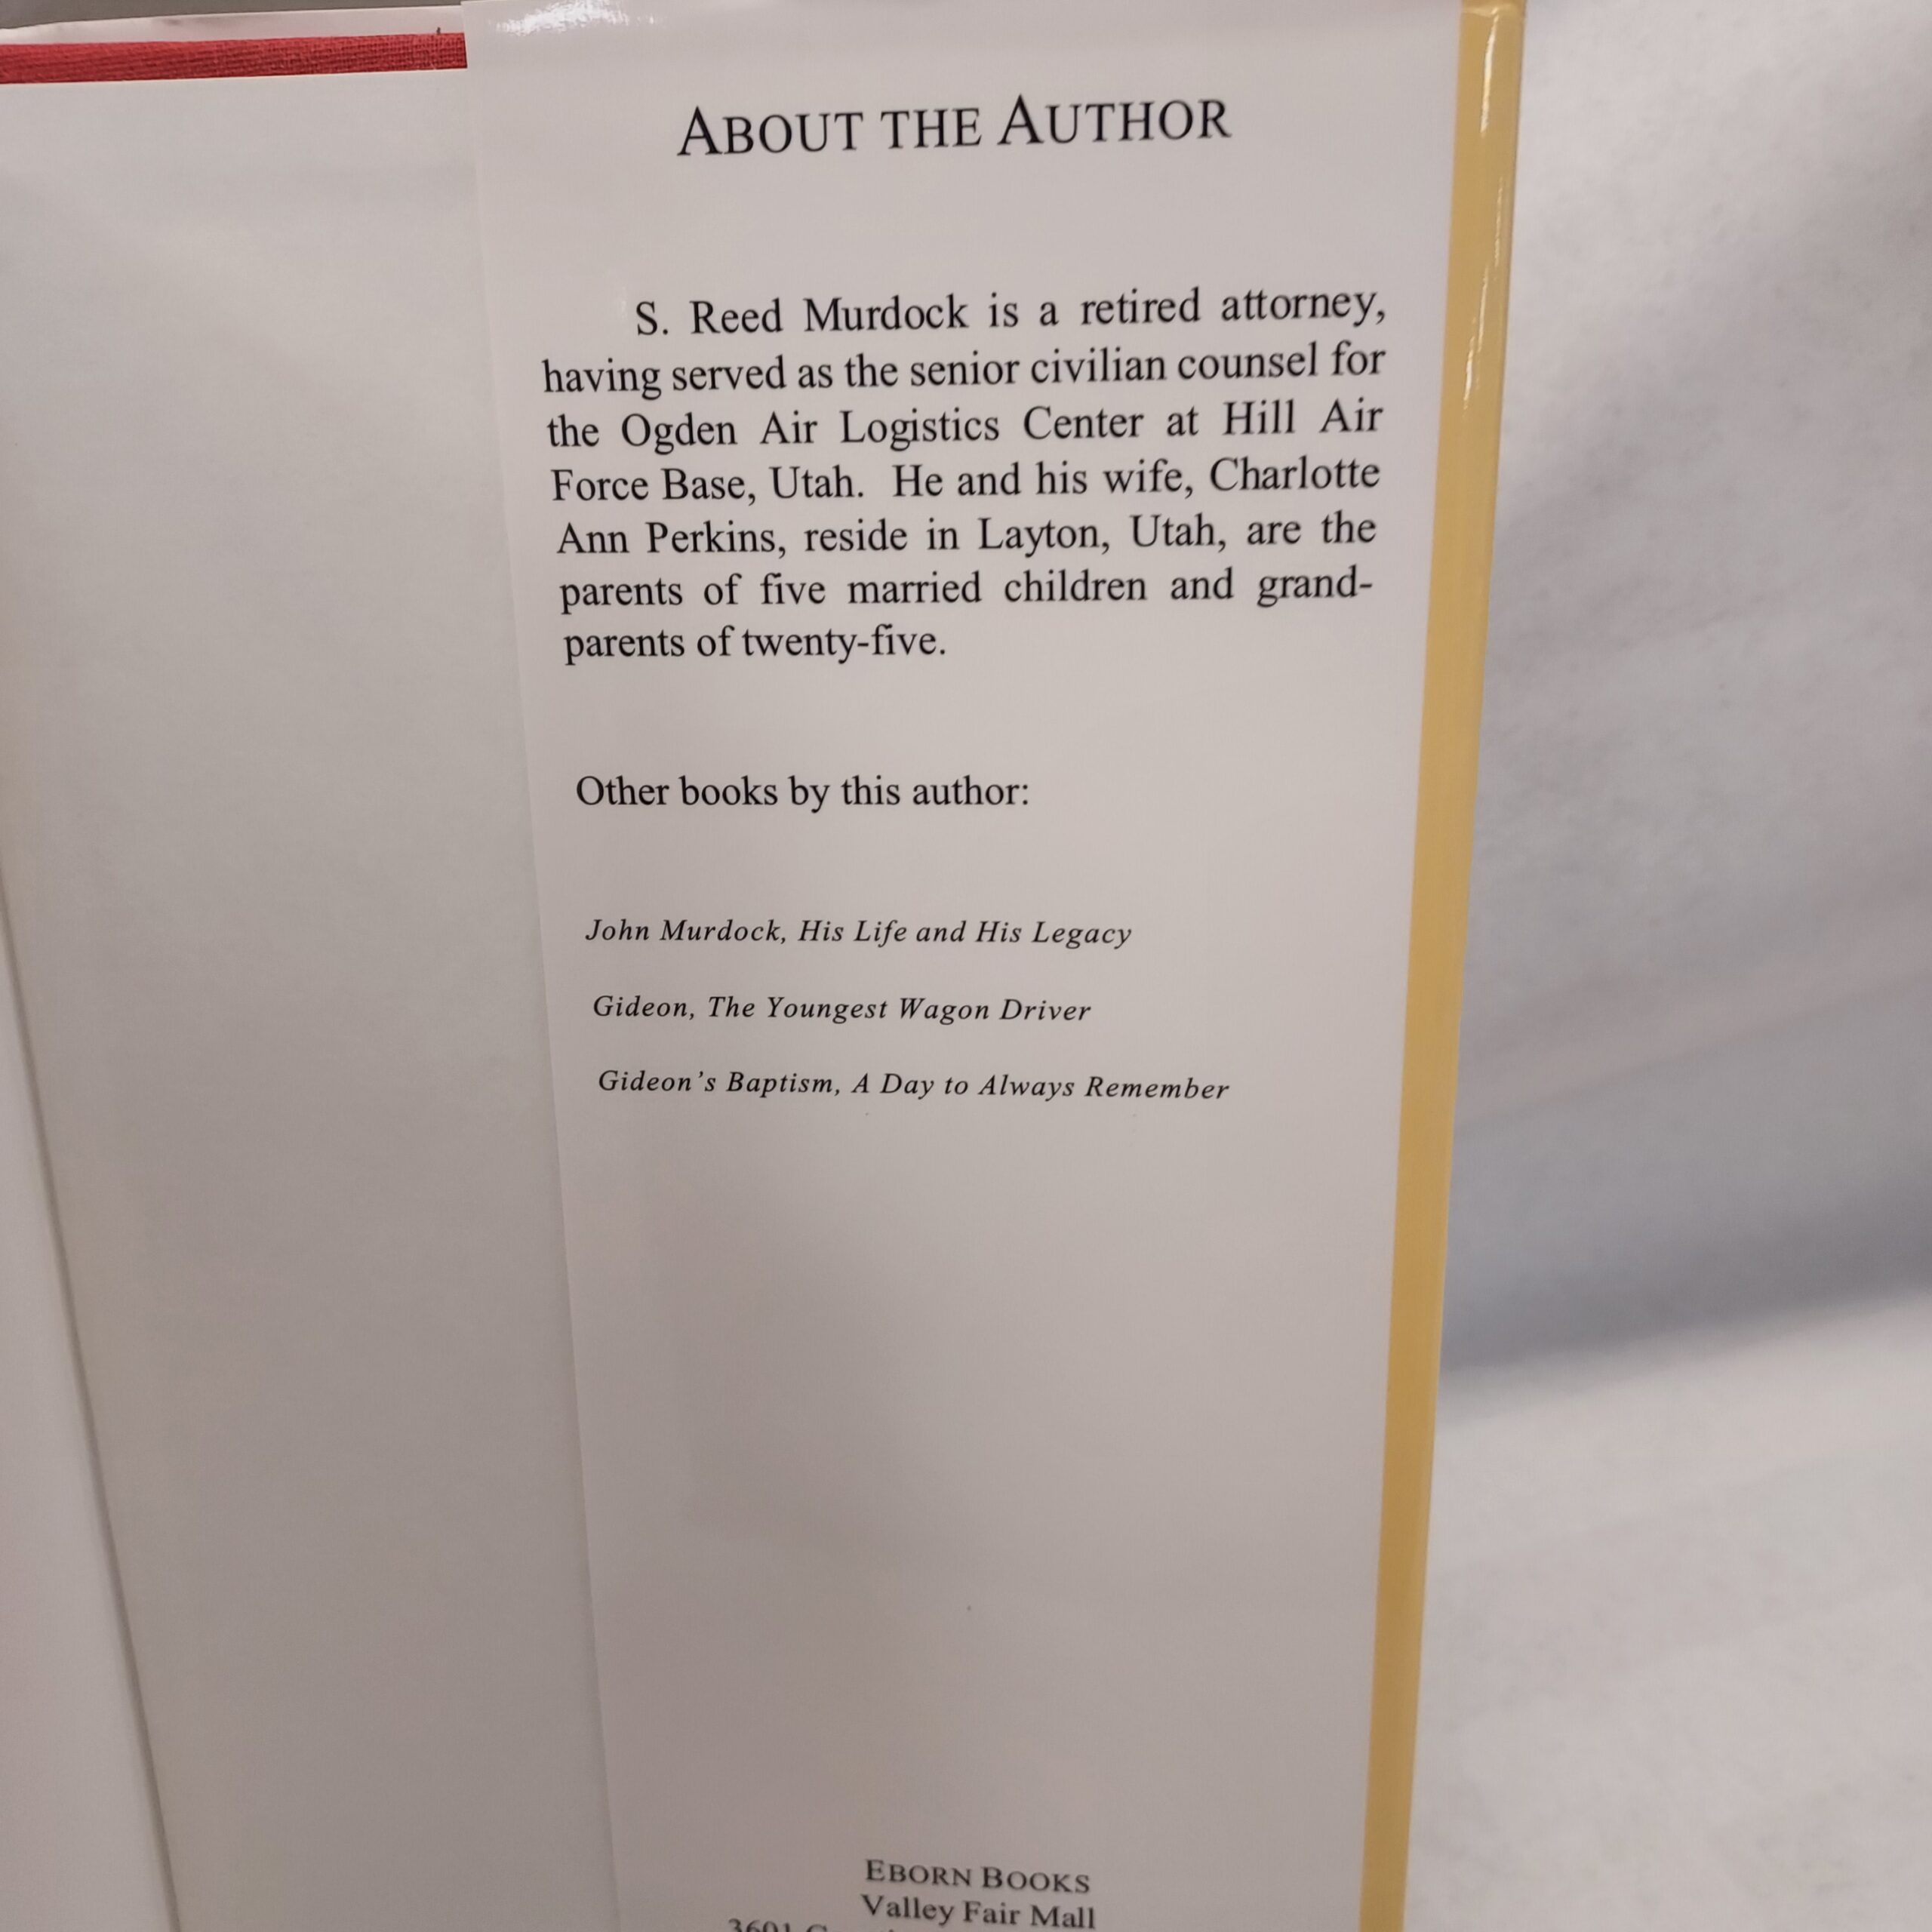 ABOUT THE AUTHOR
S. Reed Murdock is a retired attorney,
having served as the senior civilian counsel for
the Ogden Air Logistics Center at Hill Air
Force Base, Utah. He and his wife, Charlotte
Ann Perkins, reside in Layton, Utah, are the
parents of five married children and grand-
parents of twenty-five.
Other books by this author:
John Murdock, His Life and His Legacy
Gideon, The Youngest Wagon Driver
Gideon's Baptism, A Day to Always Remember
EBORN BOOKS
Valley Fair Mall
3601